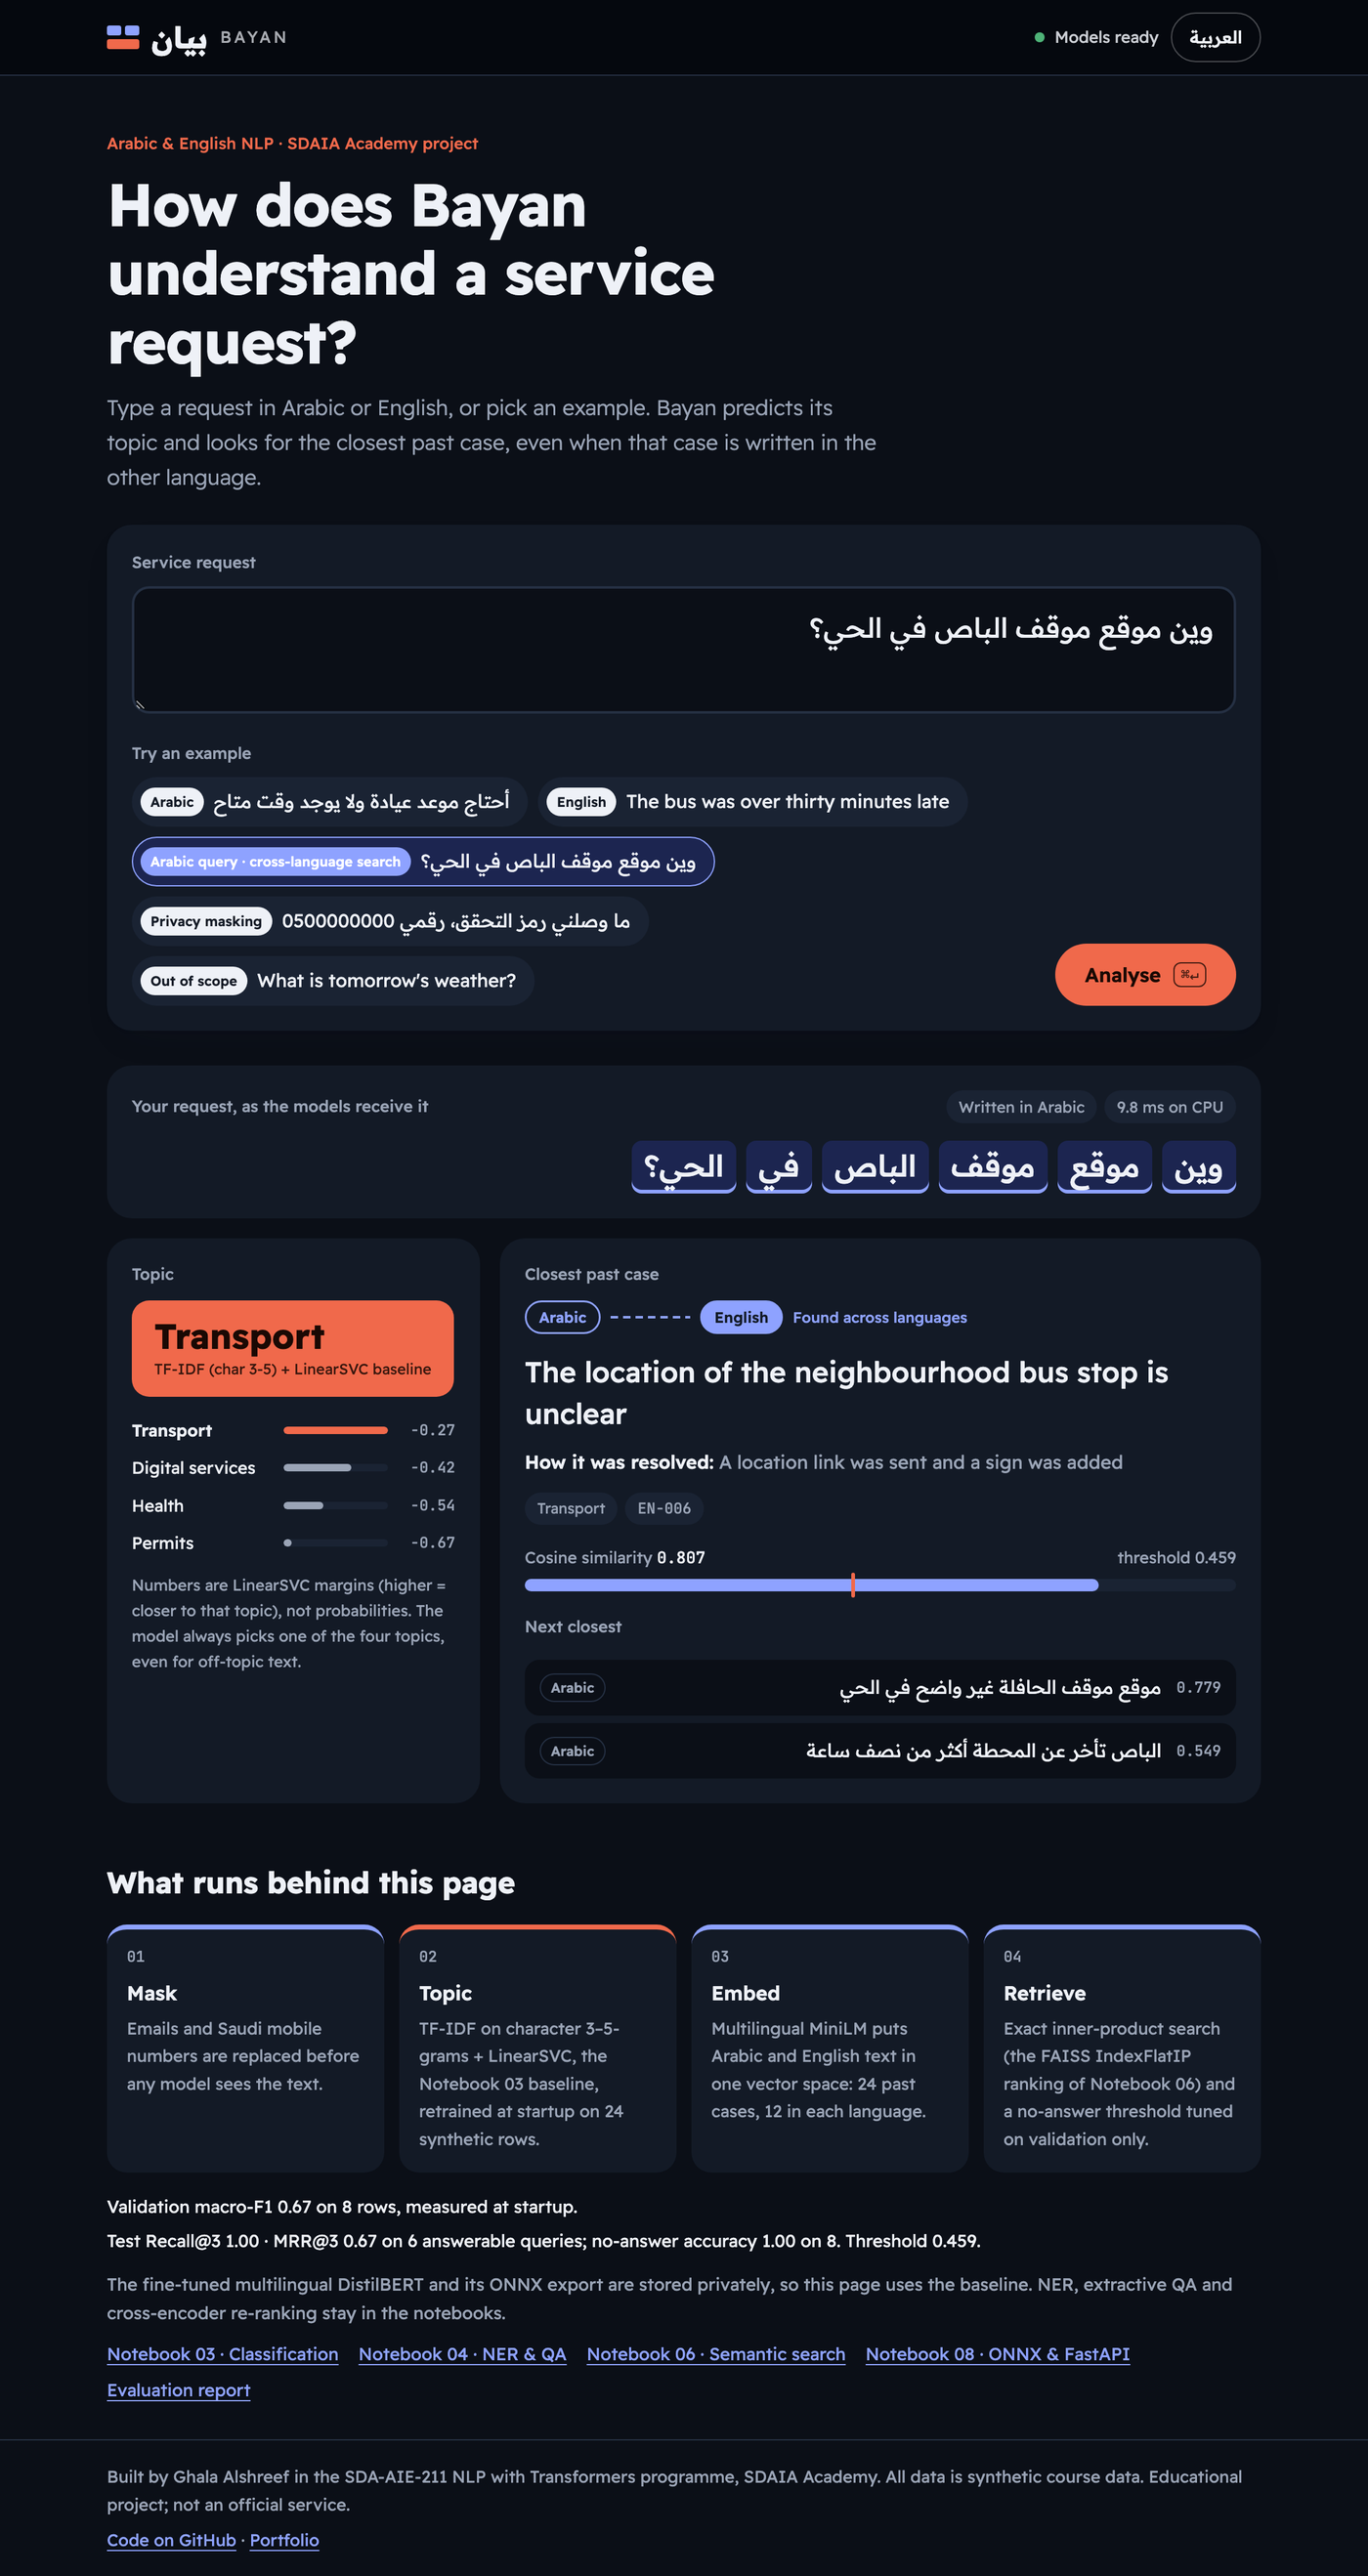 بيان BAYAN
Models ready
العربية
Arabic & English NLP · SDAIA Academy project
How does Bayan
understand a service
request?
Type a request in Arabic or English, or pick an example. Bayan predicts its
topic and looks for the closest past case, even when that case is written in the
other language.
Service request
وين موقع موقف الباص في الحي؟
Try an example
Arabic أحتاج موعد عيادة ولا يوجد وقت متاح
English The bus was over thirty minutes late
Arabic query · cross-language search وين موقع موقف الباص في الحي؟
Privacy masking ما وصلني رمز التحقق، رقمي 0500000000
Out of scope What is tomorrow's weather?
Analyse ⌘↵
Your request, as the models receive it
Written in Arabic
9.8 ms on CPU
وين موقع موقف الباص في الحي؟
Topic
Transport
TF-IDF (char 3-5) + LinearSVC baseline
Transport -0.27
Digital services -0.42
Health -0.54
Permits -0.67
Numbers are LinearSVC margins (higher =
closer to that topic), not probabilities. The
model always picks one of the four topics,
even for off-topic text.
Closest past case
Arabic English Found across languages
The location of the neighbourhood bus stop is
unclear
How it was resolved: A location link was sent and a sign was added
Transport EN-006
Cosine similarity 0.807 threshold 0.459
Next closest
Arabic موقع موقف الحافلة غير واضح في الحي 0.779
Arabic الباص تأخر عن المحطة أكثر من نصف ساعة 0.549
What runs behind this page
01
Mask
Emails and Saudi mobile
numbers are replaced before
any model sees the text.
02
Topic
TF-IDF on character 3–5-
grams + LinearSVC, the
Notebook 03 baseline,
retrained at startup on 24
synthetic rows.
03
Embed
Multilingual MiniLM puts
Arabic and English text in
one vector space: 24 past
cases, 12 in each language.
04
Retrieve
Exact inner-product search
(the FAISS IndexFlatIP
ranking of Notebook 06) and
a no-answer threshold tuned
on validation only.
Validation macro-F1 0.67 on 8 rows, measured at startup.
Test Recall@3 1.00 · MRR@3 0.67 on 6 answerable queries; no-answer accuracy 1.00 on 8. Threshold 0.459.
The fine-tuned multilingual DistilBERT and its ONNX export are stored privately, so this page uses the baseline. NER, extractive QA and
cross-encoder re-ranking stay in the notebooks.
Notebook 03 · Classification Notebook 04 · NER & QA Notebook 06 · Semantic search Notebook 08 · ONNX & FastAPI
Evaluation report
Built by Ghala Alshreef in the SDA-AIE-211 NLP with Transformers programme, SDAIA Academy. All data is synthetic course data. Educational
project; not an official service.
Code on GitHub · Portfolio